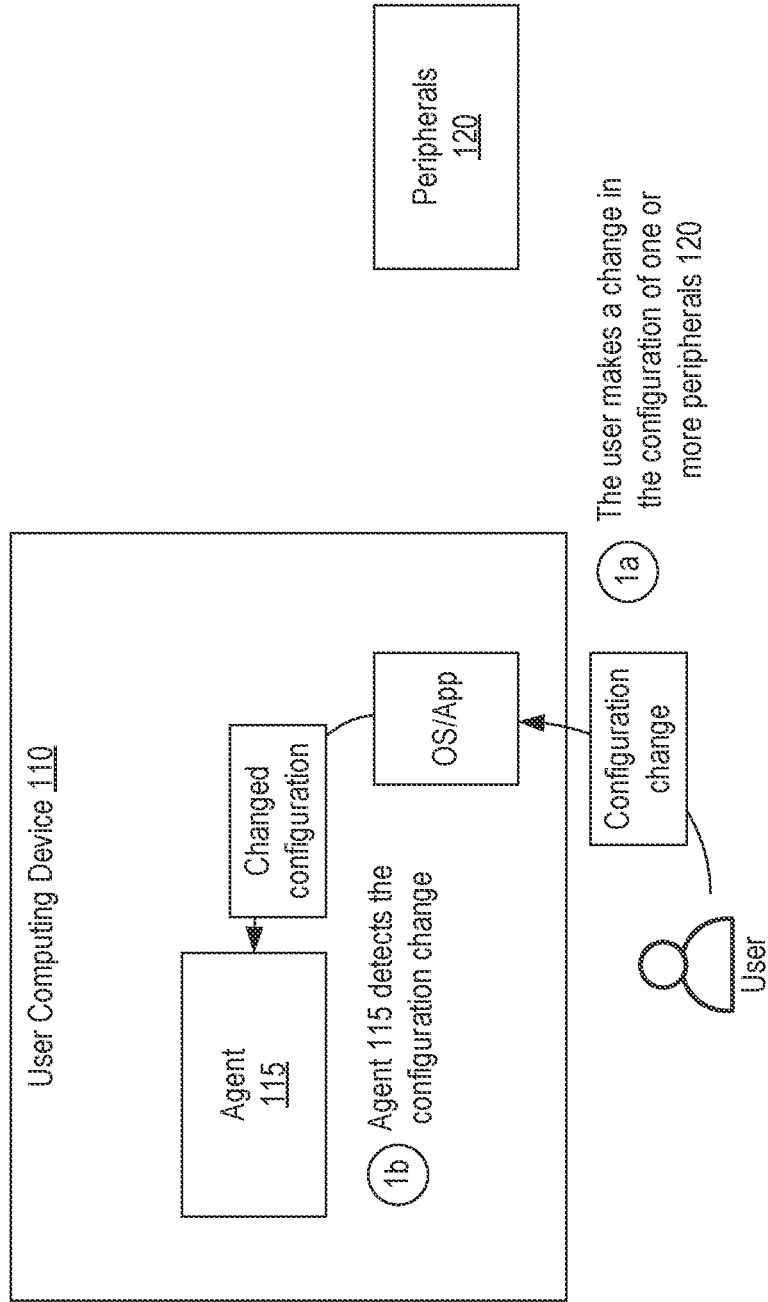 User Computing Device 110
Agent
115
Changed
configuration
OS/App
1b
Agent 115 detects the
configuration change
Peripherals
120
User
Configuration
change
1a
The user makes a change in
the configuration of one or
more peripherals 120